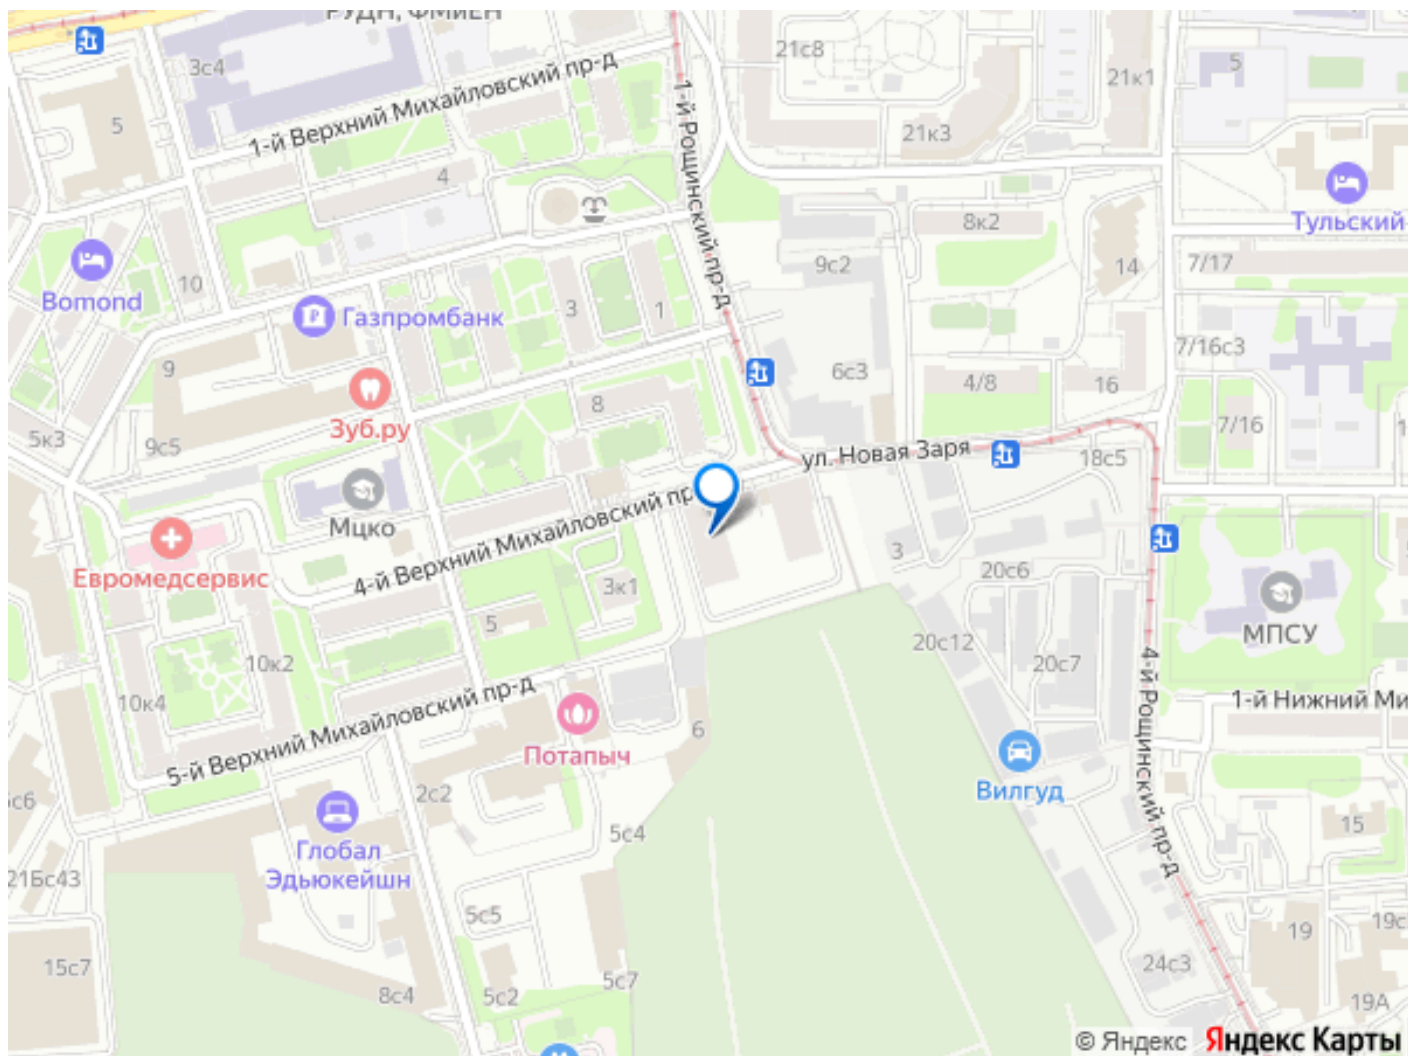 РУДН, ФМиЕН
3с4
1-й Верхний Михайловский пр-д
5
4
10
Bomond
Газпромбанк
3
1
9
Зуб.ру
5к3
9с5
8
Мцко
4-й Верхний Михайловский пр-
Евромедсервис
3к1
5
10к2
10к4
5-й Верхний Михайловский пр-д
Потапыч
6
2с2
5с4
Глобал
Эдьюкейшн
21Бс43
5с5
15с7
8с4
5с2
5с7
1-й Рощинский пр-д
21с8
21к3
21к1
5
Тульский
8к2
9с2
14
7/17
7/16с3
6с3
4/8
16
7/16
ул. Новая Заря
18с5
3
20с6
20с12
20с7
МПСУ
4-й Рощинский пр-д
1-й Нижний Ми
Вилгуд
15
19
24с3
19А
© Яндекс Яндекс Карты